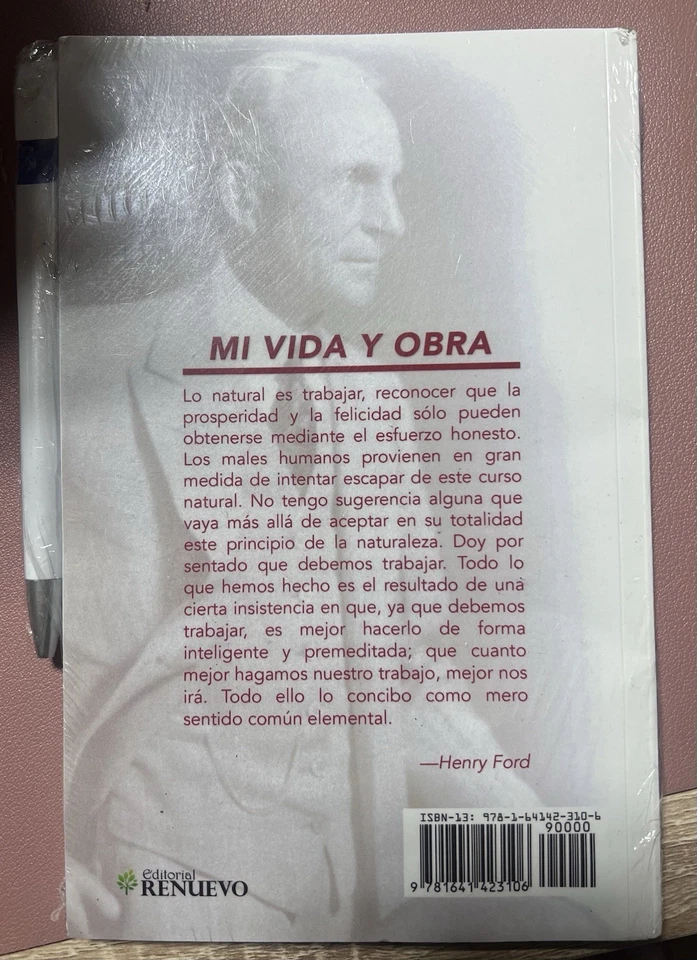 MI VIDA Y OBRA
Lo natural es trabajar, reconocer que la
prosperidad y la felicidad sólo pueden
obtenerse mediante el esfuerzo honesto.
Los males humanos provienen en gran
medida de intentar escapar de este curso
natural. No tengo sugerencia alguna que
vaya más allá de aceptar en su totalidad
este principio de la naturaleza. Doy por
sentado que debemos trabajar. Todo lo
que hemos hecho es el resultado de una
cierta insistencia en que, ya que debemos
trabajar, es mejor hacerlo de forma
inteligente y premeditada; que cuanto
mejor hagamos nuestro trabajo, mejor nos
irá. Todo ello lo concibo como mero
sentido común elemental.
—Henry Ford
ISBN-13: 978-1-64142-310-6
90000
9 781641 423106
Editorial
RENUEVO